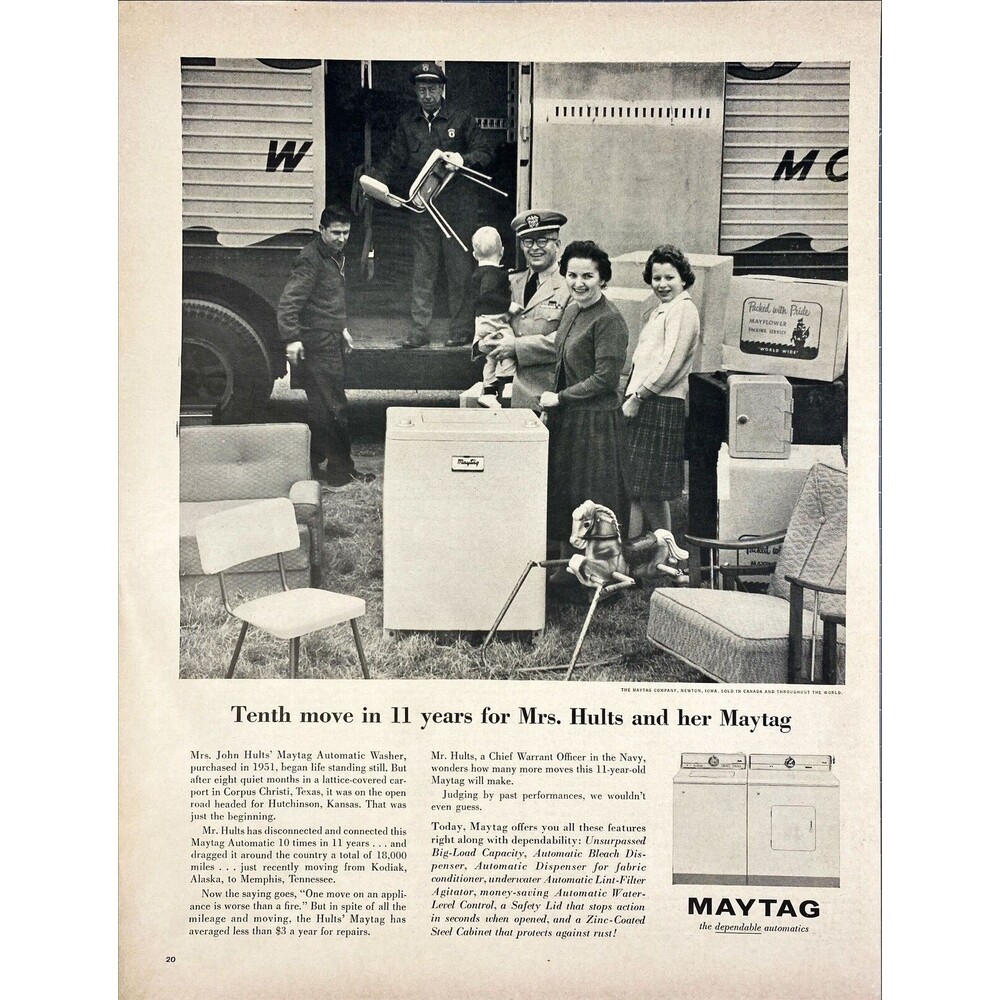 W
MO
Packed with Pride
MAYFLOWER
PACKING SERVICE
"WORLD WIDE"
Maytag
THE MAYTAG COMPANY, NEWTON, IOWA. SOLD IN CANADA AND THROUGHOUT THE WORLD.
Tenth move in 11 years for Mrs. Hults and her Maytag
Mrs. John Hults' Maytag Automatic Washer,
purchased in 1951, began life standing still. But
after eight quiet months in a lattice-covered car-
port in Corpus Christi, Texas, it was on the open
road headed for Hutchinson, Kansas. That was
just the beginning.
Mr. Hults has disconnected and connected this
Maytag Automatic 10 times in 11 years . . . and
dragged it around the country a total of 18,000
miles . . . just recently moving from Kodiak,
Alaska, to Memphis, Tennessee.
Now the saying goes, "One move on an appli-
ance is worse than a fire." But in spite of all the
mileage and moving, the Hults' Maytag has
averaged less than $3 a year for repairs.
Mr. Hults, a Chief Warrant Officer in the Navy,
wonders how many more moves this 11-year-old
Maytag will make.
Judging by past performances, we wouldn't
even guess.
Today, Maytag offers you all these features
right along with dependability: Unsurpassed
Big-Load Capacity, Automatic Bleach Dis-
penser, Automatic Dispenser for fabric
conditioner, underwater Automatic Lint-Filter
Agitator, money-saving Automatic Water-
Level Control, a Safety Lid that stops action
in seconds when opened, and a Zinc-Coated
Steel Cabinet that protects against rust!
MAYTAG
the dependable automatics
20